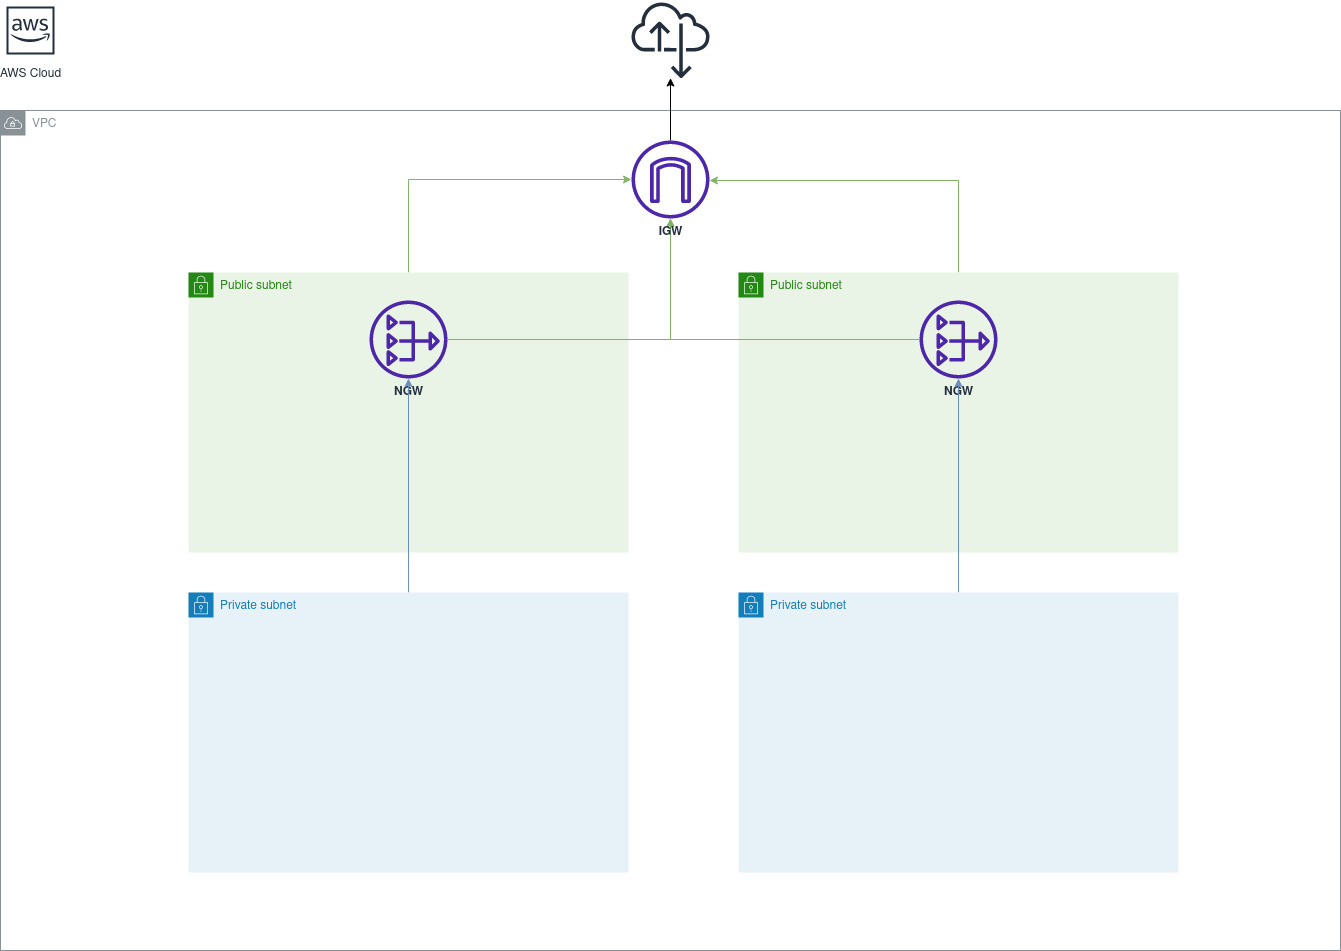 aws
AWS Cloud
VPC
IGW
Public subnet
Public subnet
NGW
NGW
Private subnet
Private subnet